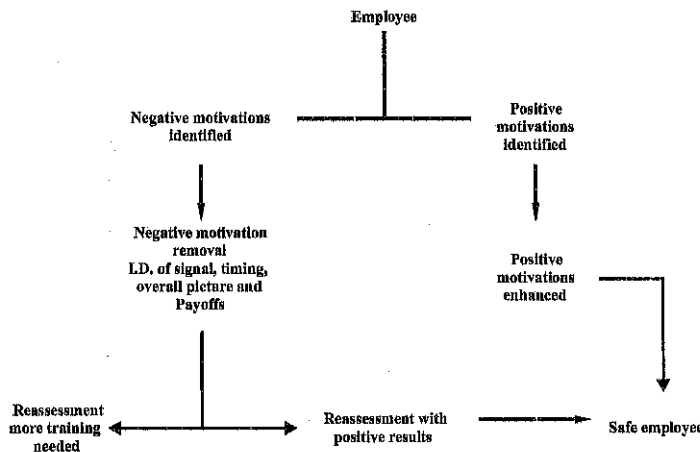 Employee
Negative motivations
identified
Positive
motivations
identified
Negative motivation
removal
I.D. of signal, timing,
overall picture and
Payoffs
Positive
motivations
enhanced
Reassessment
more training
needed
Reassessment with
positive results
Safe employee